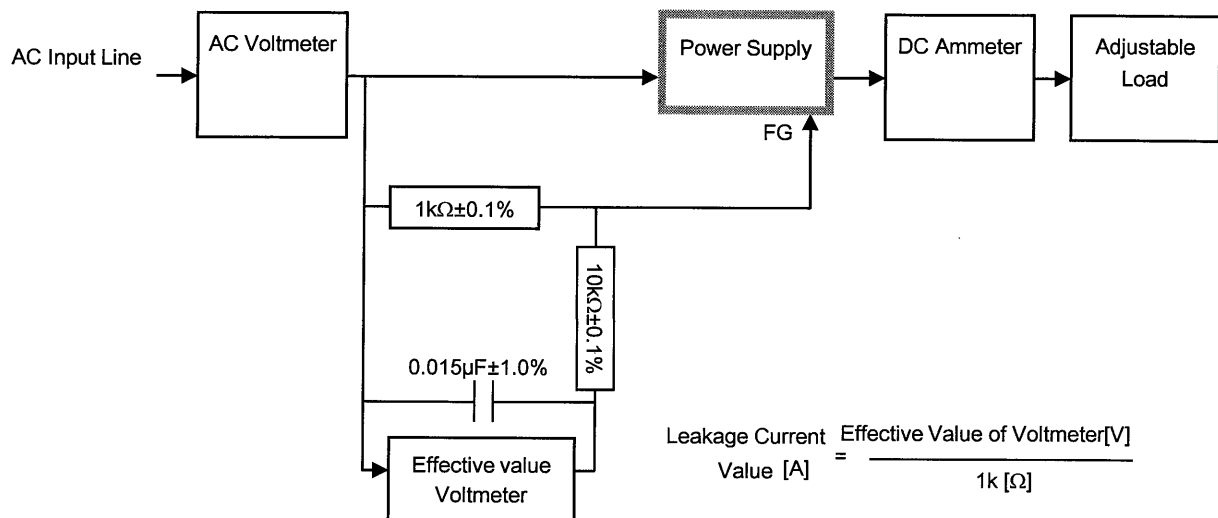 AC Input Line
AC Voltmeter
Power Supply
DC Ammeter
Adjustable
Load
FG
1kΩ±0.1%
10kΩ±0.1%
0.015µF±1.0%
Effective value
Voltmeter
Leakage Current
Value [A]
=
Effective Value of Voltmeter[V]
1k [Ω]